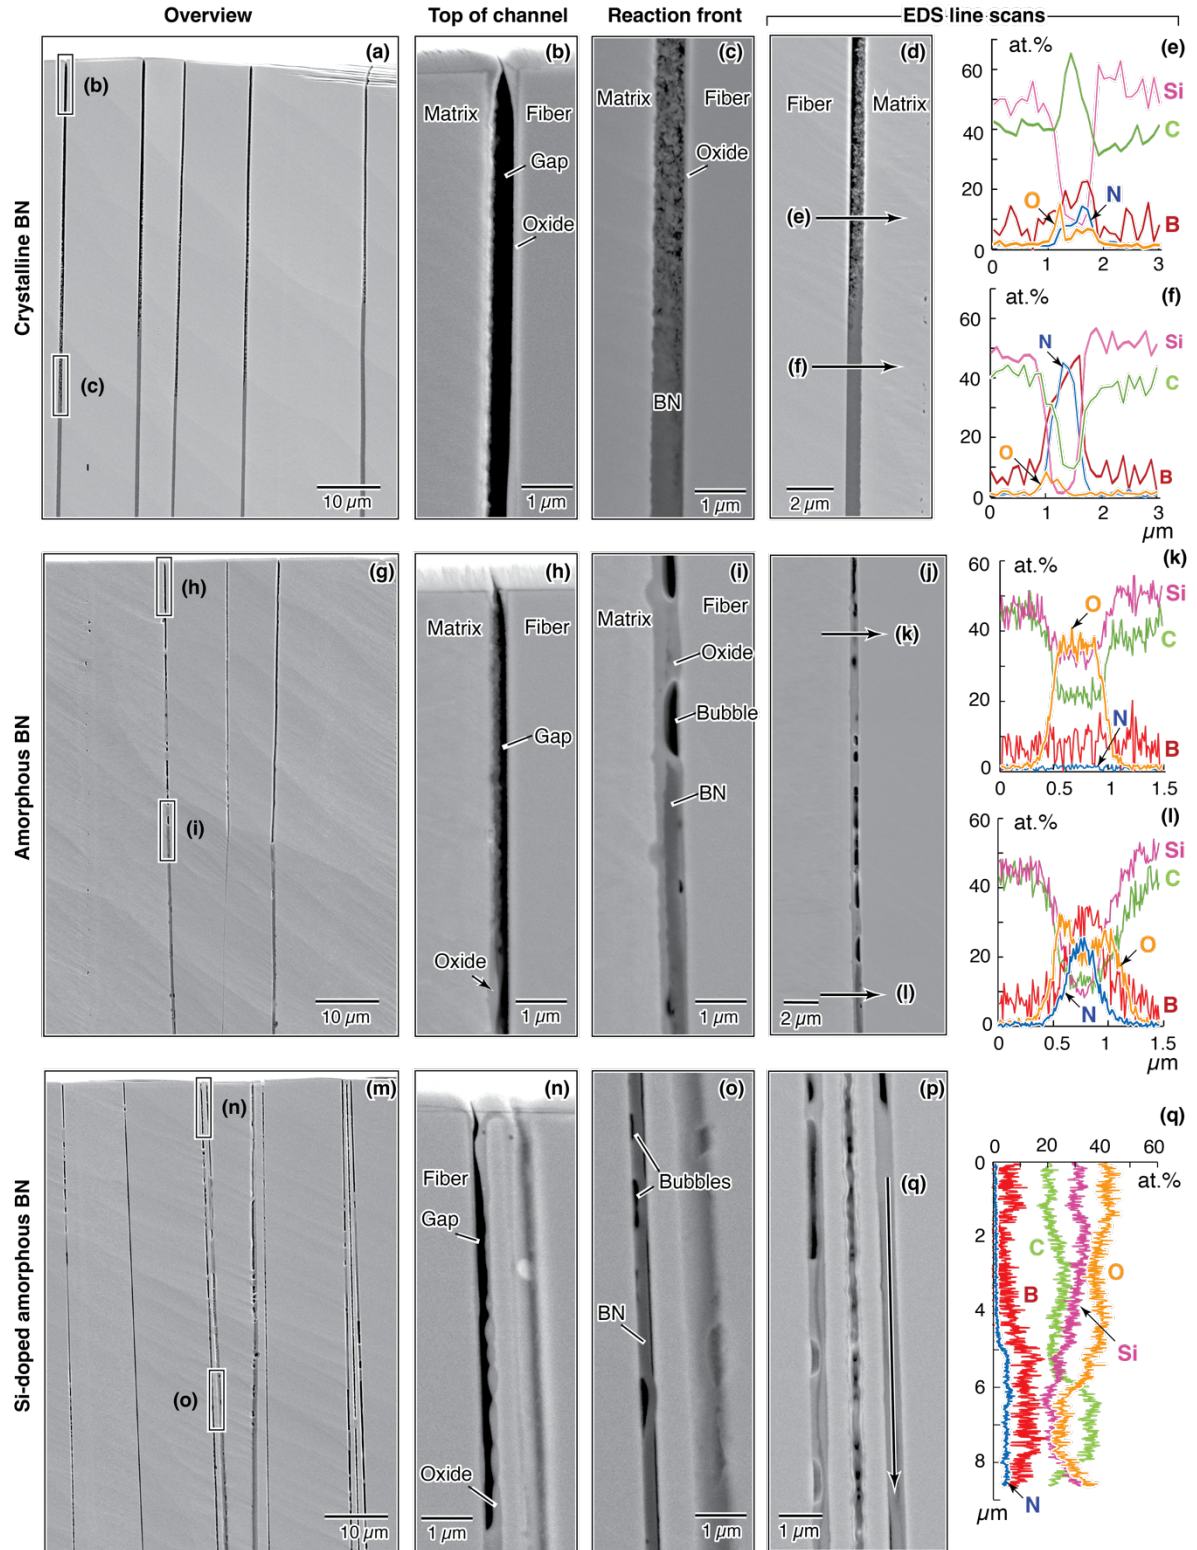 Overview Top of channel Reaction front EDS line scans
Crystalline BN
(a)
(b)
(c)
10 µm
(b)
Matrix Fiber
Gap
Oxide
1 µm
(c)
Matrix Fiber
Oxide
BN
1 µm
(d)
Fiber Matrix
(e)
(f)
2 µm
at.% (e)
60
40
20
0
Si
C
O N
B
0 1 2 3
at.% (f)
60
40
20
0
N
Si
C
O
B
0 1 2 3
µm
Amorphous BN
(g)
(h)
(i)
10 µm
(h)
Matrix Fiber
Gap
Oxide
1 µm
(i)
Matrix Fiber
Oxide
Bubble
BN
1 µm
(j)
(k)
(l)
2 µm
at.% (k)
60
40
20
0
Si
O
C
N
B
0 0.5 1 1.5
at.% (l)
60
40
20
0
Si
C
O
B
N
0 0.5 1 1.5
µm
Si-doped amorphous BN
(m)
(n)
(o)
10 µm
(n)
Fiber
Gap
Oxide
1 µm
(o)
Bubbles
BN
1 µm
(p)
(q)
1 µm
(q)
0 20 40 60
at.%
0
2
4
6
8
µm
C
B
O
Si
N